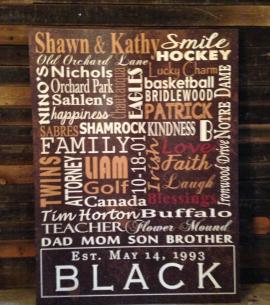 Shawn & Kathy
Smile
HOCKEY
Old Orchard Lane
Lucky Charm
NINO'S
Nichols
Orchard Park
Sahlen's
happiness
EAGLES
basketball
BRIDLEWOOD
PATRICK
NOTRE DAME
SABRES
SHAMROCK
KINDNESS
B
FAMILY
Love
TWINS
ATTORNEY
LIAM
Golf
10-18-01
Irish
Faith
Laugh
Blessings
Ironwood Drive
Canada
Tim Horton
Buffalo
TEACHER
Flower Mound
DAD MOM SON BROTHER
EST. MAY 14, 1993
BLACK